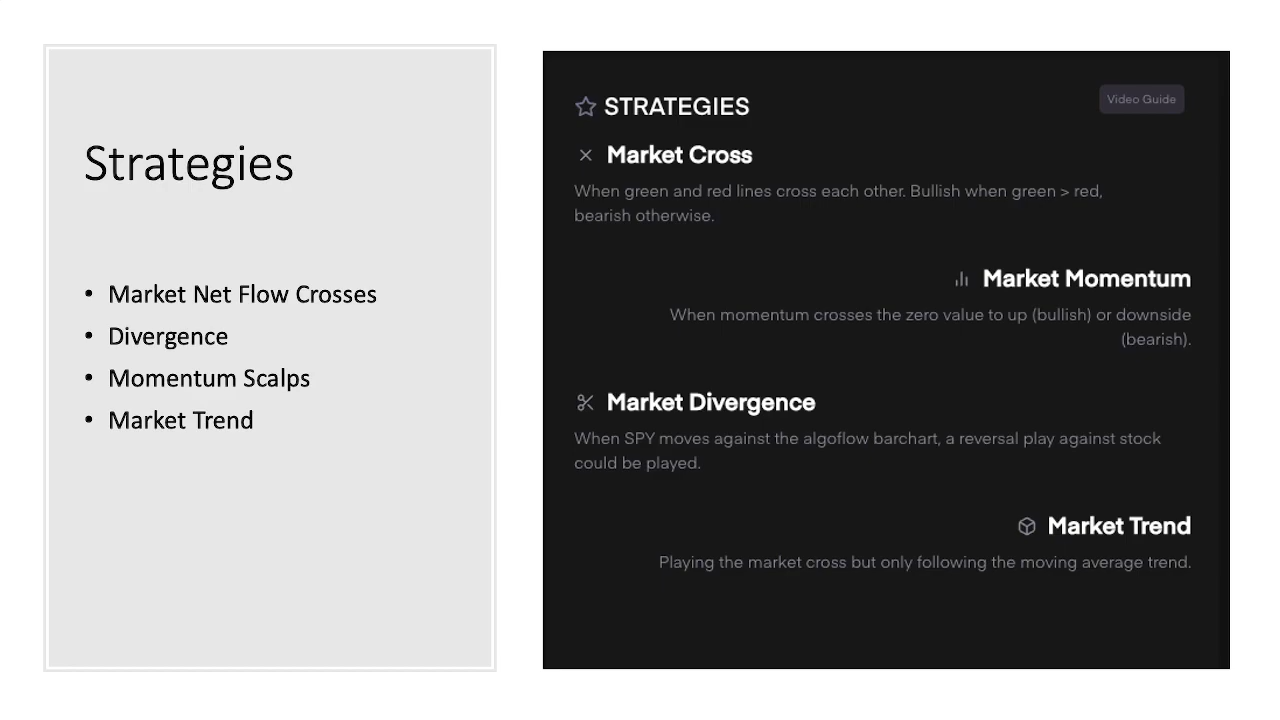 Strategies
• Market Net Flow Crosses
• Divergence
• Momentum Scalps
• Market Trend
STRATEGIES
Video Guide
Market Cross
When green and red lines cross each other. Bullish when green > red,
bearish otherwise.
Market Momentum
When momentum crosses the zero value to up (bullish) or downside
(bearish).
Market Divergence
When SPY moves against the algoflow barchart, a reversal play against stock
could be played.
Market Trend
Playing the market cross but only following the moving average trend.